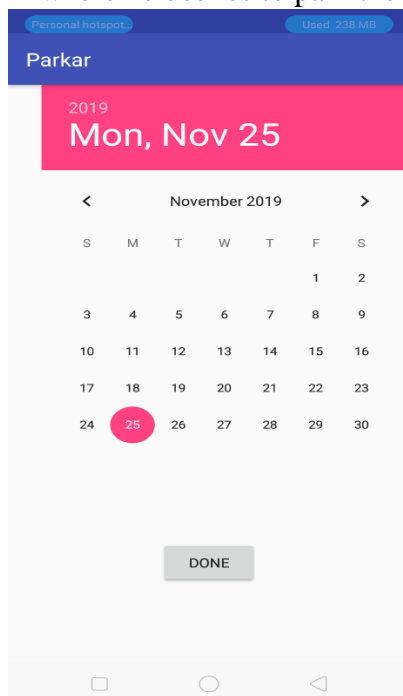 Personal hotspot... Used 238 MB
Parkar
2019
Mon, Nov 25
November 2019
S M T W T F S
1 2
3 4 5 6 7 8 9
10 11 12 13 14 15 16
17 18 19 20 21 22 23
24 25 26 27 28 29 30
DONE